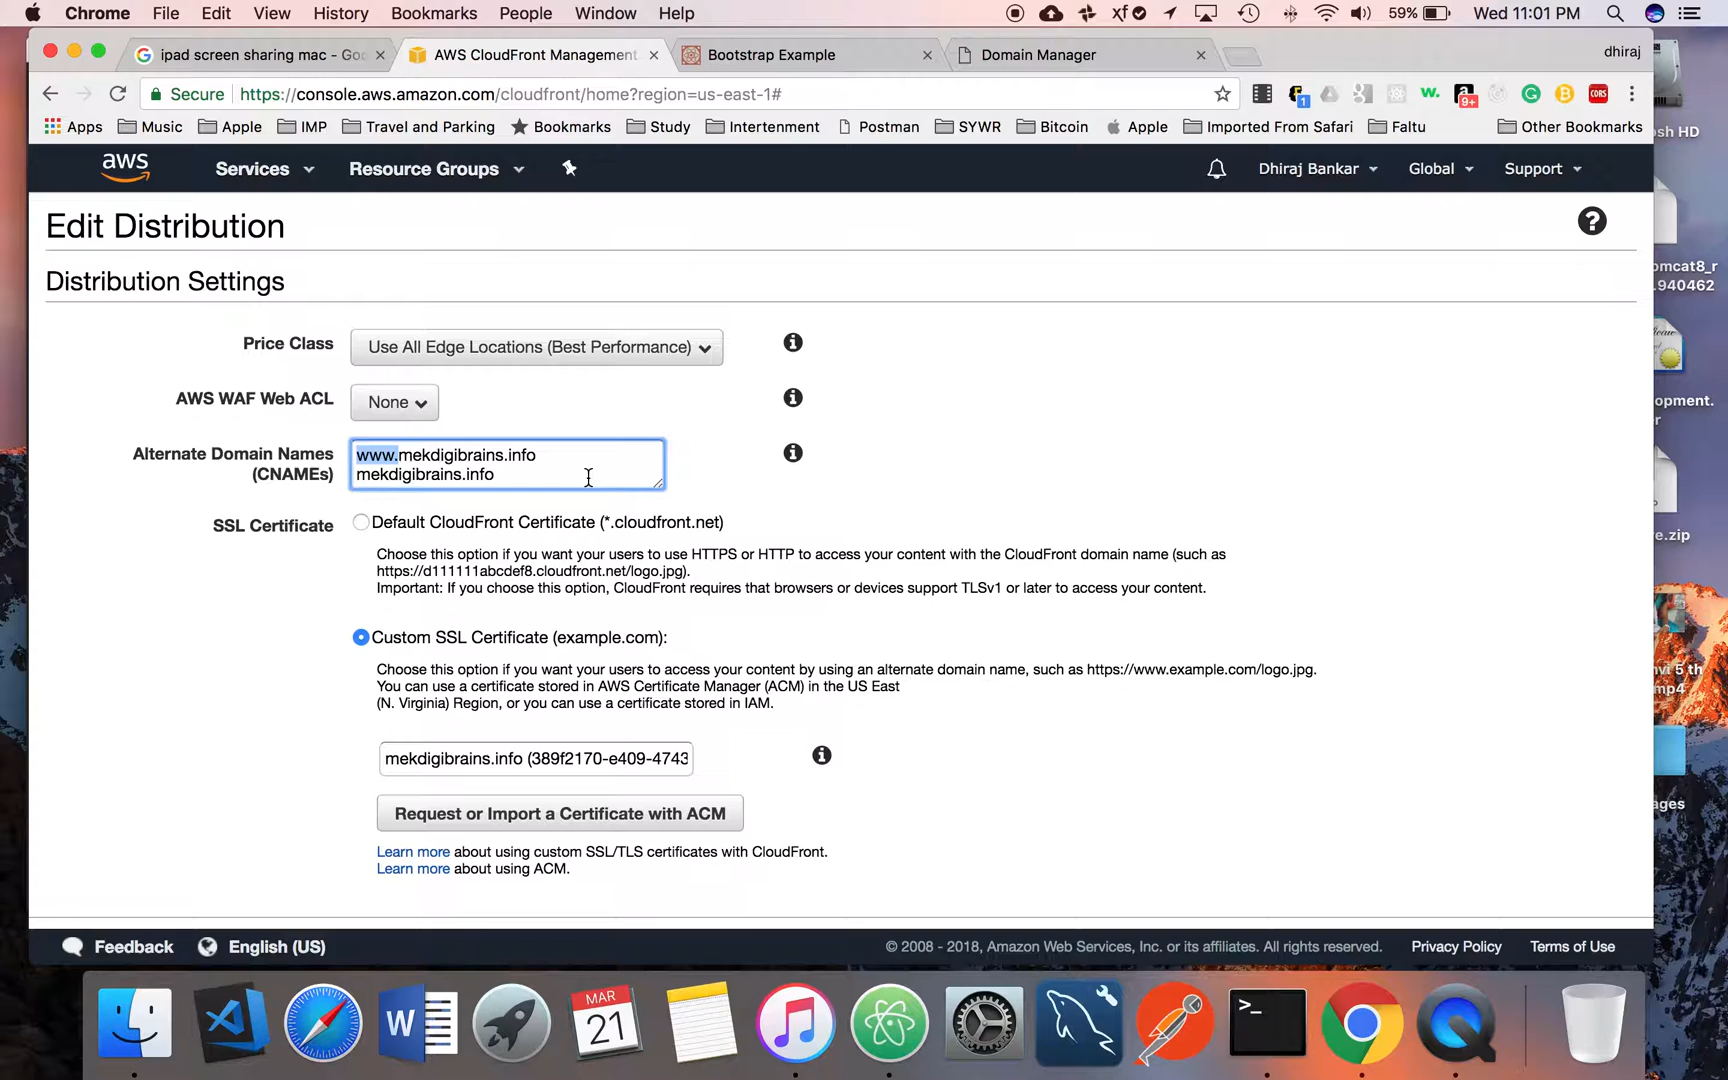 Chrome File Edit View History Bookmarks People Window Help 59% Wed 11:01 PM
ipad screen sharing mac - Goo AWS CloudFront Management Bootstrap Example Domain Manager dhiraj
Secure https://console.aws.amazon.com/cloudfront/home?region=us-east-1#
Apps Music Apple IMP Travel and Parking Bookmarks Study Intertenment Postman SYWR Bitcoin Apple Imported From Safari Faltu Other Bookmarks
aws Services Resource Groups Dhiraj Bankar Global Support
Edit Distribution
Distribution Settings
Price Class Use All Edge Locations (Best Performance)
AWS WAF Web ACL None
Alternate Domain Names
(CNAMEs)
www.mekdigibrains.info
mekdigibrains.info
SSL Certificate Default CloudFront Certificate (*.cloudfront.net)
Choose this option if you want your users to use HTTPS or HTTP to access your content with the CloudFront domain name (such as
https://d111111abcdef8.cloudfront.net/logo.jpg).
Important: If you choose this option, CloudFront requires that browsers or devices support TLSv1 or later to access your content.
Custom SSL Certificate (example.com):
Choose this option if you want your users to access your content by using an alternate domain name, such as https://www.example.com/logo.jpg.
You can use a certificate stored in AWS Certificate Manager (ACM) in the US East
(N. Virginia) Region, or you can use a certificate stored in IAM.
mekdigibrains.info (389f2170-e409-4743
Request or Import a Certificate with ACM
Learn more about using custom SSL/TLS certificates with CloudFront.
Learn more about using ACM.
Feedback English (US) © 2008 - 2018, Amazon Web Services, Inc. or its affiliates. All rights reserved. Privacy Policy Terms of Use
MAR
21